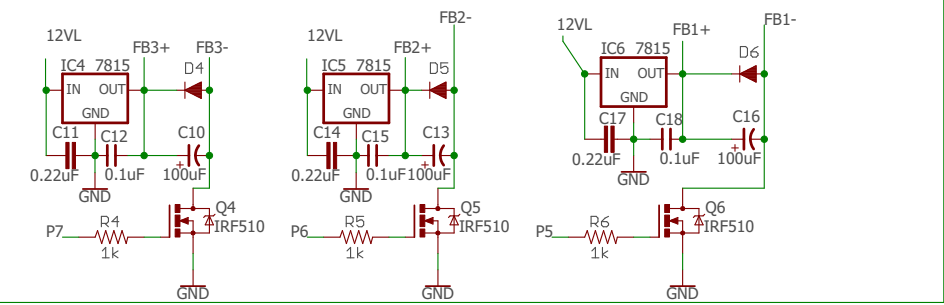 12VL
FB3+
FB3-
IC4 7815
D4
IN OUT
GND
C11
C12
C10
0.22uF
0.1uF
+
100uF
GND
P7
R4
1k
Q4
IRF510
GND
FB2-
12VL
FB2+
IC5 7815
D5
IN OUT
GND
C14
C15
C13
0.22uF
0.1uF
+
100uF
GND
P6
R5
1k
Q5
IRF510
GND
FB1-
12VL
FB1+
IC6 7815
D6
IN OUT
GND
C17
C18
C16
0.22uF
0.1uF
+
100uF
GND
P5
R6
1k
Q6
IRF510
GND